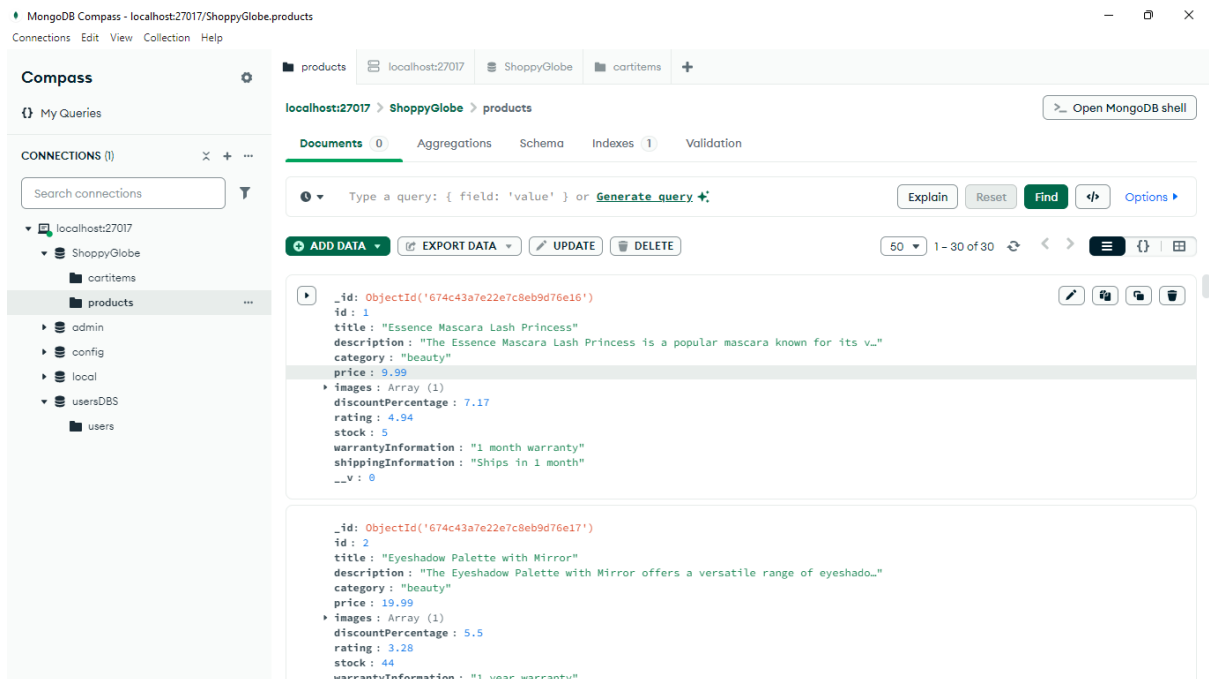 MongoDB Compass - localhost:27017/ShoppyGlobe.products
Connections Edit View Collection Help
Compass
{} My Queries
CONNECTIONS (1)
Search connections
localhost:27017
ShoppyGlobe
cartitems
products
admin
config
local
usersDBS
users
products localhost:27017 ShoppyGlobe cartitems
localhost:27017 > ShoppyGlobe > products
>_ Open MongoDB shell
Documents 0 Aggregations Schema Indexes 1 Validation
Type a query: { field: 'value' } or Generate query
Explain Reset Find </> Options
ADD DATA EXPORT DATA UPDATE DELETE
50 1 – 30 of 30 {}
_id: ObjectId('674c43a7e22e7c8eb9d76e16')
id : 1
title : "Essence Mascara Lash Princess"
description : "The Essence Mascara Lash Princess is a popular mascara known for its v…"
category : "beauty"
price : 9.99
images : Array (1)
discountPercentage : 7.17
rating : 4.94
stock : 5
warrantyInformation : "1 month warranty"
shippingInformation : "Ships in 1 month"
__v : 0
_id: ObjectId('674c43a7e22e7c8eb9d76e17')
id : 2
title : "Eyeshadow Palette with Mirror"
description : "The Eyeshadow Palette with Mirror offers a versatile range of eyeshado…"
category : "beauty"
price : 19.99
images : Array (1)
discountPercentage : 5.5
rating : 3.28
stock : 44
warrantyInformation : "1 year warranty"